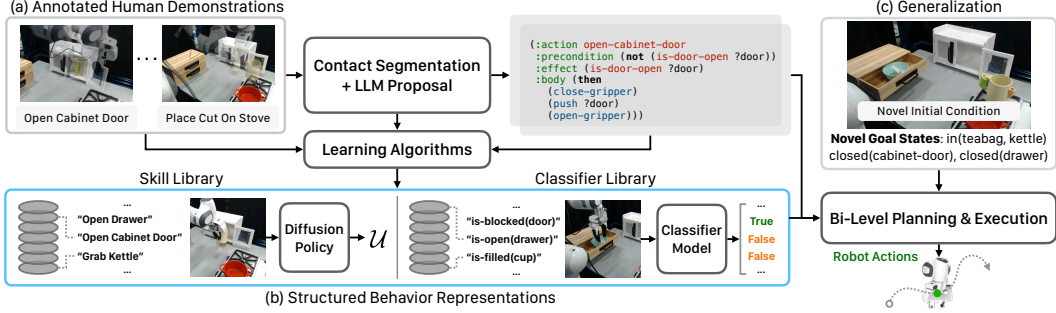 (a) Annotated Human Demonstrations
...
Open Cabinet Door
Place Cut On Stove
Contact Segmentation
+ LLM Proposal
(:action open-cabinet-door
:precondition (not (is-door-open ?door))
:effect (is-door-open ?door)
:body (then
(close-gripper)
(push ?door)
(open-gripper)))
Learning Algorithms
(c) Generalization
Novel Initial Condition
Novel Goal States: in(teabag, kettle)
closed(cabinet-door), closed(drawer)
Skill Library
...
“Open Drawer”
“Open Cabinet Door”
“Grab Kettle”
...
Diffusion
Policy
𝒰
Classifier Library
...
“is-blocked(door)”
“is-open(drawer)”
“is-filled(cup)”
...
Classifier
Model
...
True
False
False
...
(b) Structured Behavior Representations
Bi-Level Planning & Execution
Robot Actions